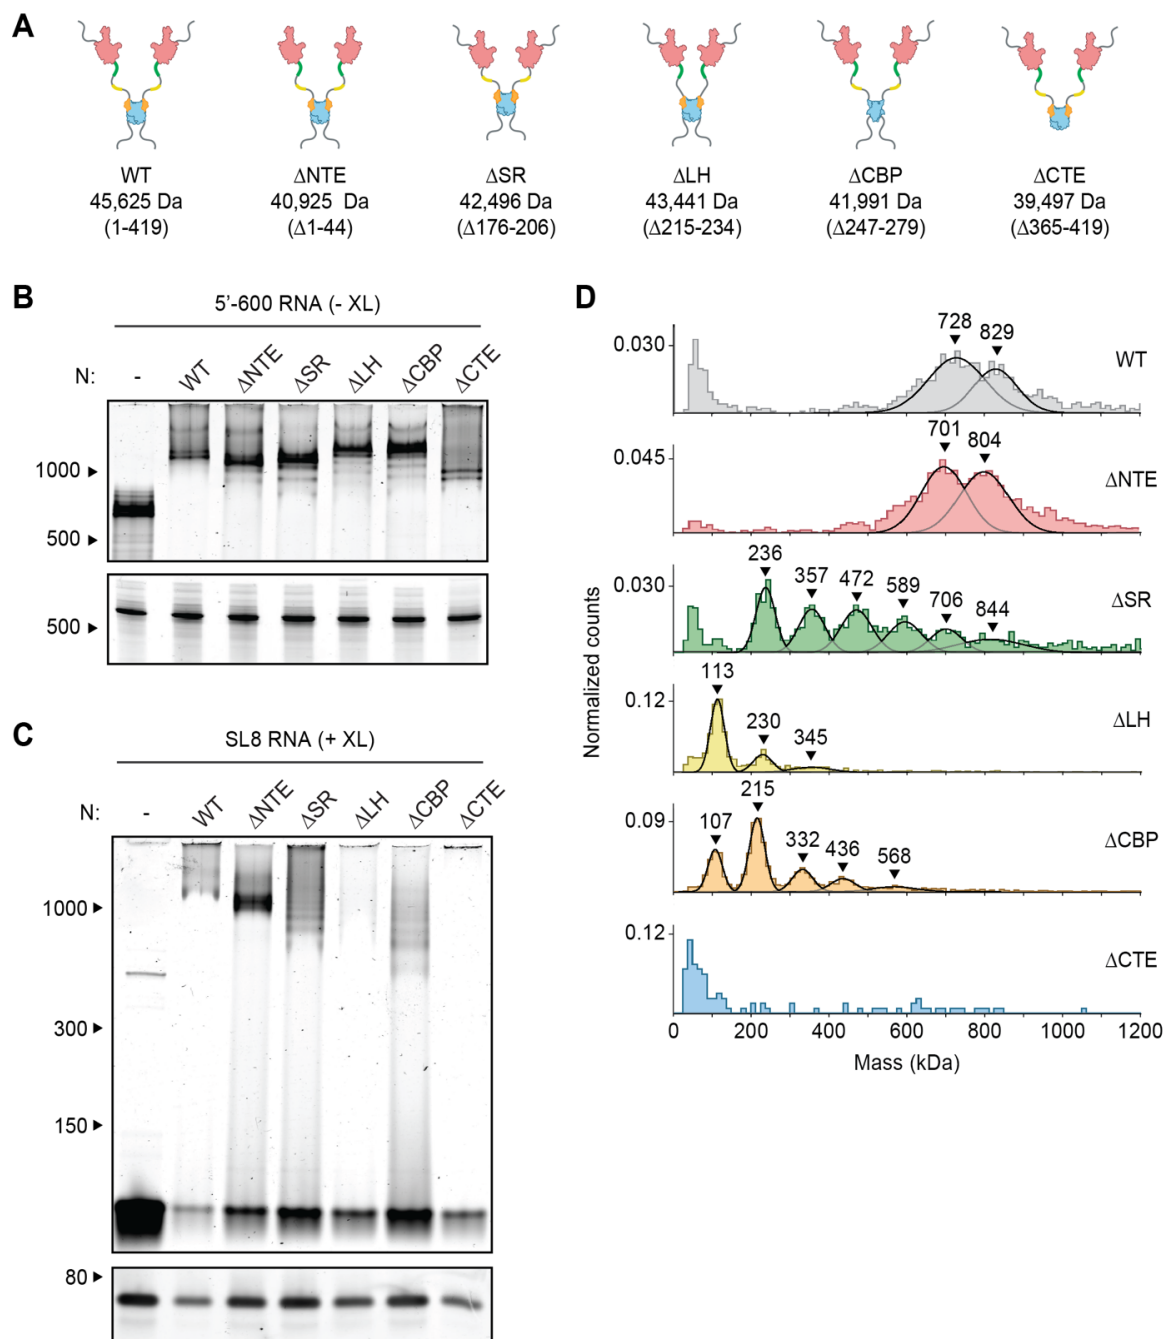 A
WT
45,625 Da
(1-419)
ΔNTE
40,925 Da
(Δ1-44)
ΔSR
42,496 Da
(Δ176-206)
ΔLH
43,441 Da
(Δ215-234)
ΔCBP
41,991 Da
(Δ247-279)
ΔCTE
39,497 Da
(Δ365-419)
B
5'-600 RNA (- XL)
N: - WT ΔNTE ΔSR ΔLH ΔCBP ΔCTE
1000
500
500
C
SL8 RNA (+ XL)
N: - WT ΔNTE ΔSR ΔLH ΔCBP ΔCTE
1000
300
150
80
D
Normalized counts
728 829
0.030
WT
701 804
0.045
ΔNTE
236 357 472 589 706 844
0.030
ΔSR
113 230 345
0.12
ΔLH
107 215 332 436 568
0.09
ΔCBP
0.12
ΔCTE
0 200 400 600 800 1000 1200
Mass (kDa)